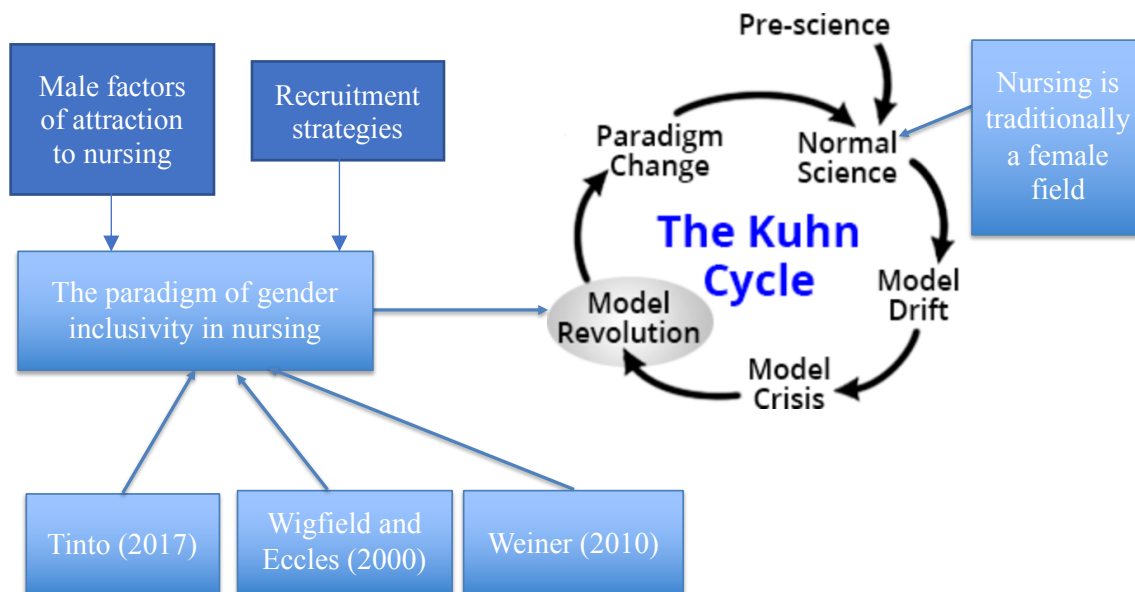 Male factors
of attraction
to nursing
Recruitment
strategies
The paradigm of gender
inclusivity in nursing
Tinto (2017)
Wigfield and
Eccles (2000)
Weiner (2010)
Pre-science
Normal
Science
Nursing is
traditionally
a female
field
Paradigm
Change
The Kuhn
Cycle
Model
Drift
Model
Revolution
Model
Crisis